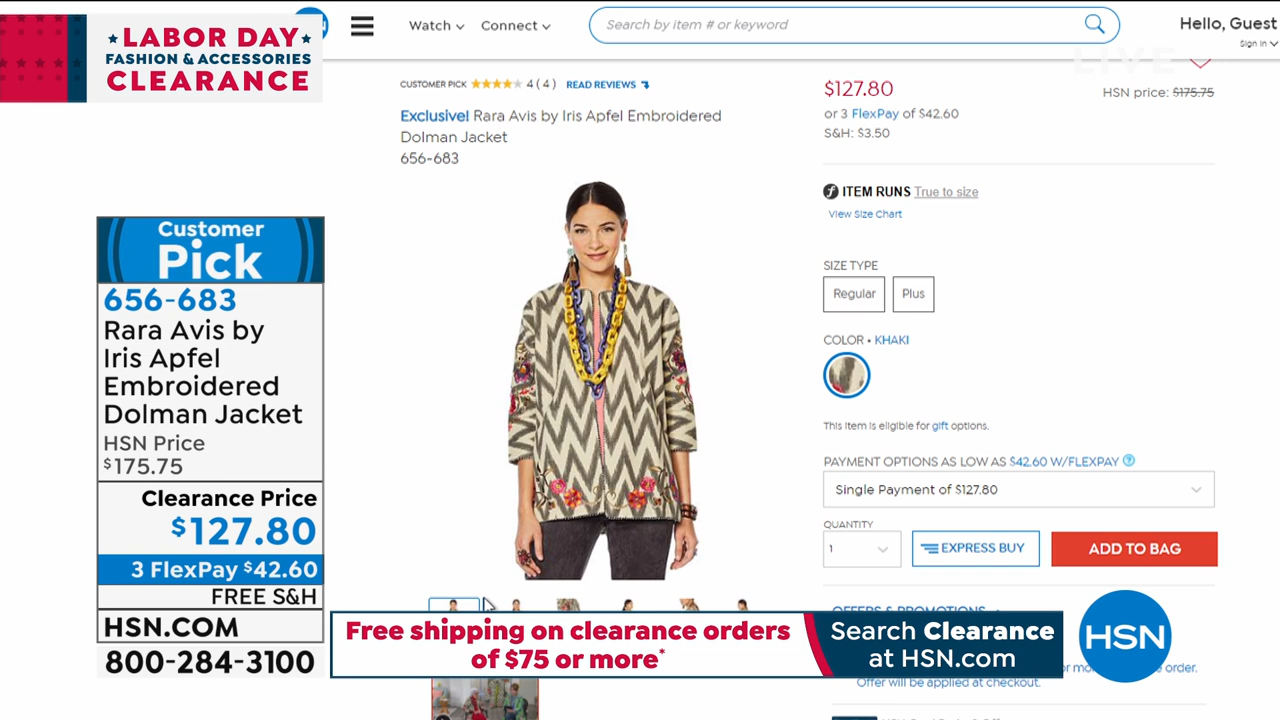 LABOR DAY
FASHION & ACCESSORIES
CLEARANCE
Watch
Connect
Search by item # or keyword
Hello, Guest
Sign In
LIVE
CUSTOMER PICK 4 ( 4 ) READ REVIEWS
Exclusive! Rara Avis by Iris Apfel Embroidered
Dolman Jacket
656-683
$127.80
HSN price: $175.75
or 3 FlexPay of $42.60
S&H: $3.50
ITEM RUNS True to size
View Size Chart
SIZE TYPE
Regular
Plus
COLOR • KHAKI
This item is eligible for gift options.
PAYMENT OPTIONS AS LOW AS $42.60 W/FLEXPAY ?
Single Payment of $127.80
QUANTITY
1
EXPRESS BUY
ADD TO BAG
OFFERS & PROMOTIONS
order.
Offer will be applied at checkout.
Customer
Pick
656-683
Rara Avis by
Iris Apfel
Embroidered
Dolman Jacket
HSN Price
$175.75
Clearance Price
$127.80
3 FlexPay $42.60
FREE S&H
HSN.COM
800-284-3100
Free shipping on clearance orders
of $75 or more*
Search Clearance
at HSN.com
HSN